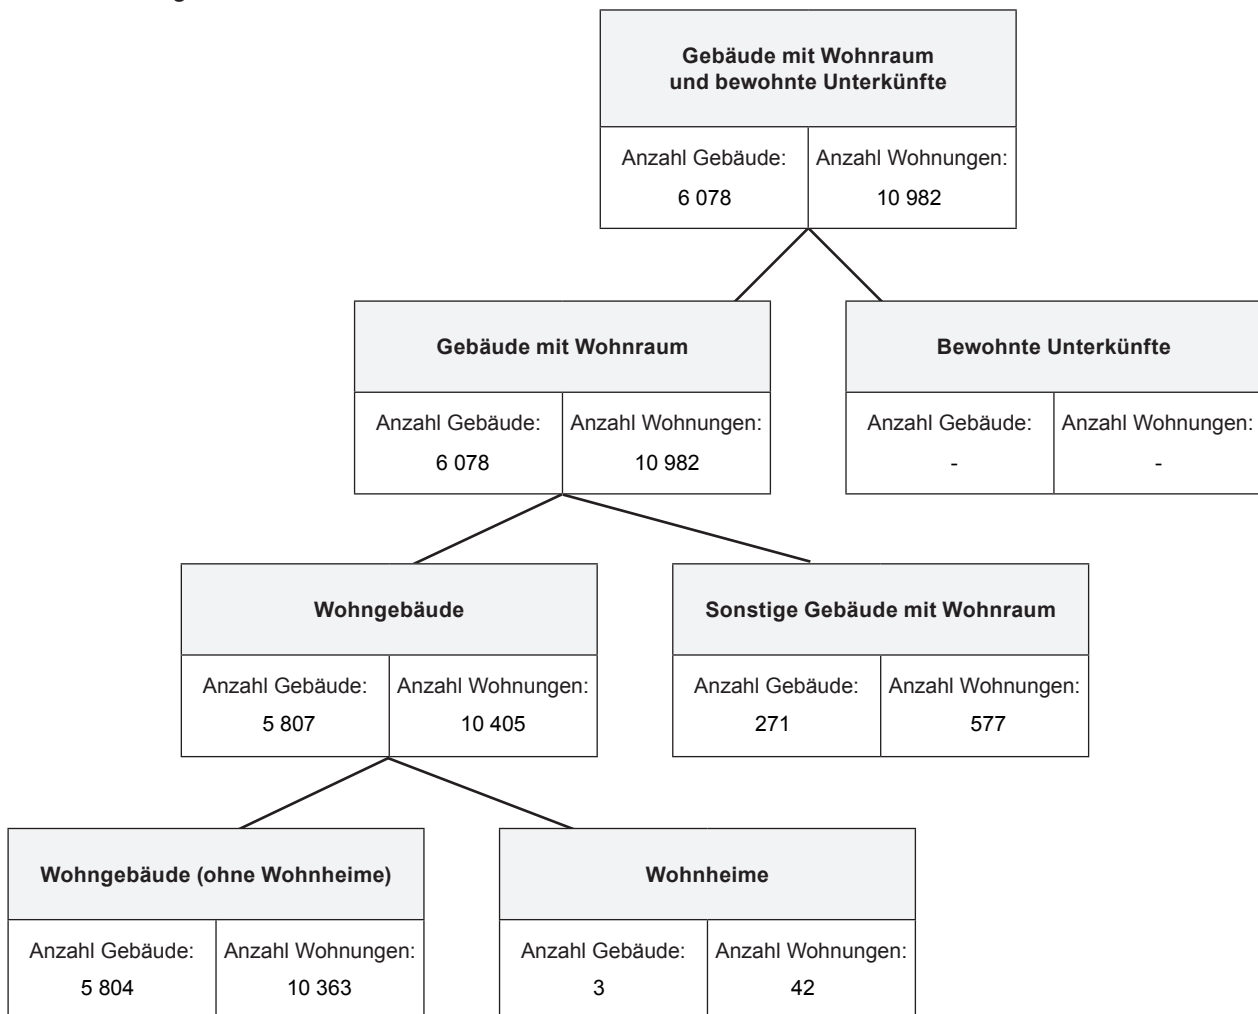 Gebäude mit Wohnraum
und bewohnte Unterkünfte
Anzahl Gebäude: Anzahl Wohnungen:
6 078 10 982
Gebäude mit Wohnraum
Anzahl Gebäude: Anzahl Wohnungen:
6 078 10 982
Bewohnte Unterkünfte
Anzahl Gebäude: Anzahl Wohnungen:
- -
Wohngebäude
Anzahl Gebäude: Anzahl Wohnungen:
5 807 10 405
Sonstige Gebäude mit Wohnraum
Anzahl Gebäude: Anzahl Wohnungen:
271 577
Wohngebäude (ohne Wohnheime)
Anzahl Gebäude: Anzahl Wohnungen:
5 804 10 363
Wohnheime
Anzahl Gebäude: Anzahl Wohnungen:
3 42